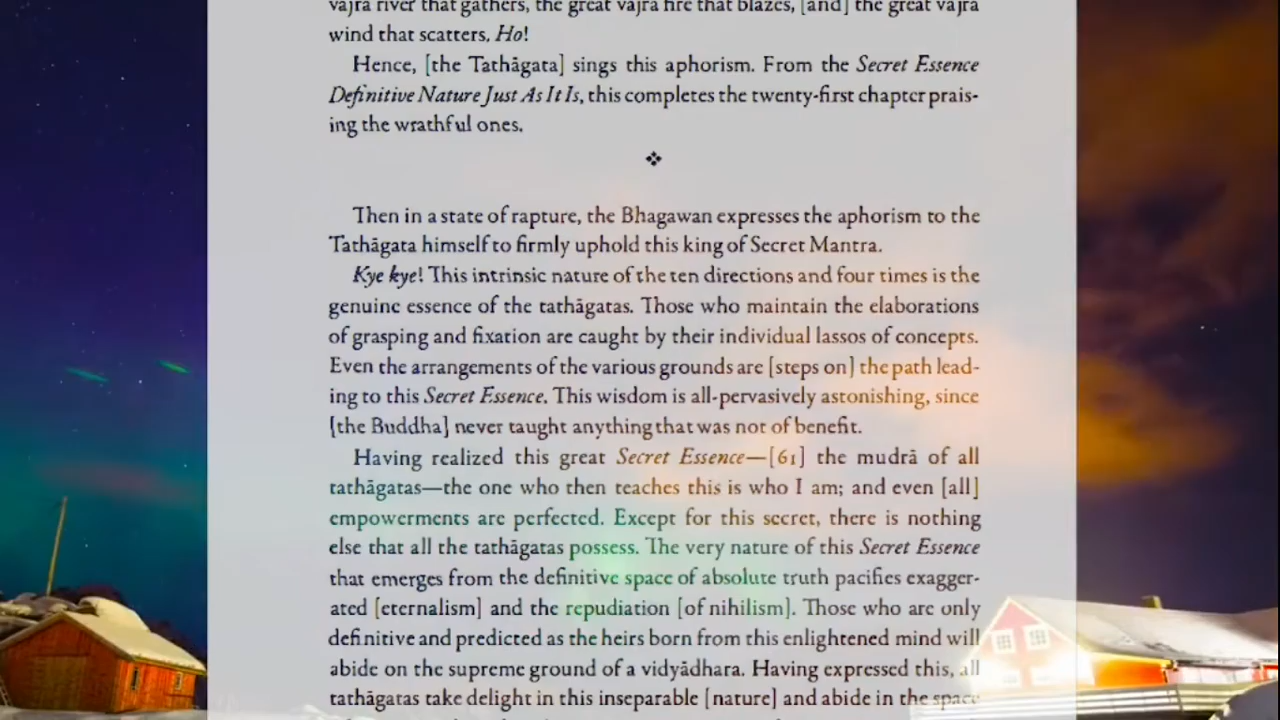 vajra river that gathers, the great vajra fire that blazes, [and] the great vajra
wind that scatters, Ho!
Hence, [the Tathāgata] sings this aphorism. From the Secret Essence
Definitive Nature Just As It Is, this completes the twenty-first chapter prais-
ing the wrathful ones.
❖
Then in a state of rapture, the Bhagawan expresses the aphorism to the
Tathāgata himself to firmly uphold this king of Secret Mantra.
Kye kye! This intrinsic nature of the ten directions and four times is the
genuine essence of the tathāgatas. Those who maintain the elaborations
of grasping and fixation are caught by their individual lassos of concepts.
Even the arrangements of the various grounds are [steps on] the path lead-
ing to this Secret Essence. This wisdom is all-pervasively astonishing, since
[the Buddha] never taught anything that was not of benefit.
Having realized this great Secret Essence—[61] the mudrā of all
tathāgatas—the one who then teaches this is who I am; and even [all]
empowerments are perfected. Except for this secret, there is nothing
else that all the tathāgatas possess. The very nature of this Secret Essence
that emerges from the definitive space of absolute truth pacifies exagger-
ated [eternalism] and the repudiation [of nihilism]. Those who are only
definitive and predicted as the heirs born from this enlightened mind will
abide on the supreme ground of a vidyādhara. Having expressed this, all
tathāgatas take delight in this inseparable [nature] and abide in the space